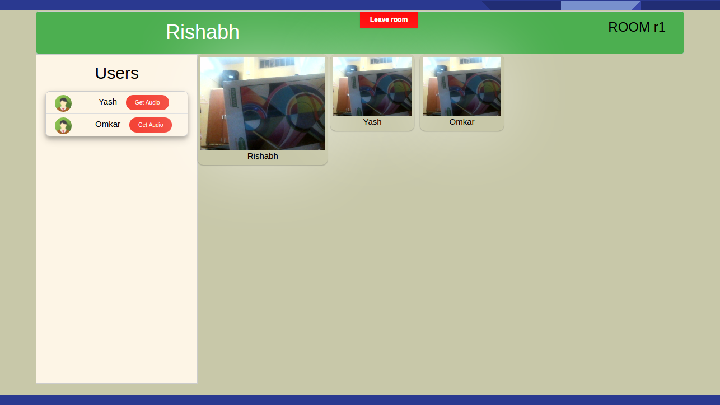 Rishabh
Leave room
ROOM r1
Users
Yash
Get Audio
Omkar
Get Audio
Rishabh
Yash
Omkar